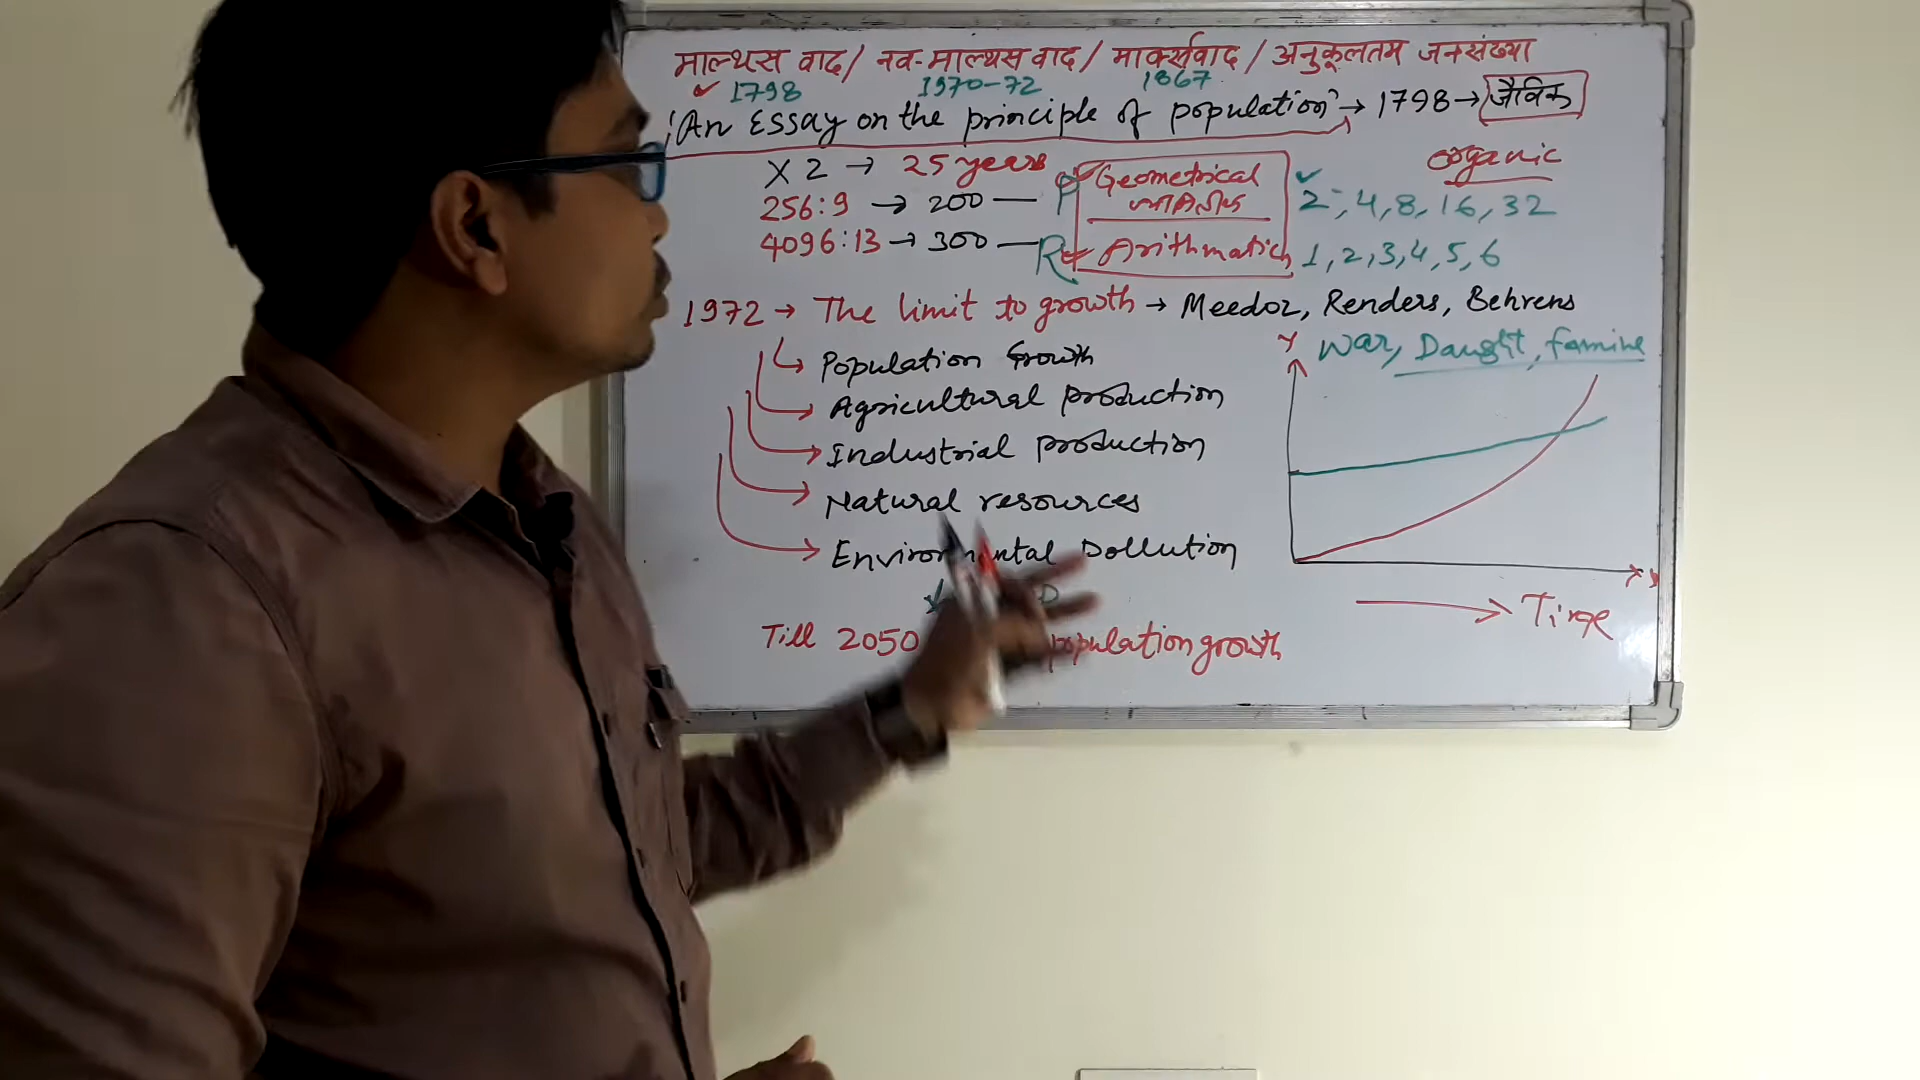 माल्थस वाद/ नव-माल्थस वाद/ मार्क्सवाद/ अनुकूलतम जनसंख्या
1798 1970-72 1867
'An Essay on the principle of population' → 1798 → जैविक
organic
X 2 → 25 years
256:9 → 200 — P Geometrical 2, 4, 8, 16, 32
4096:13 → 300 — R Arithmatic 1, 2, 3, 4, 5, 6
1972 → The limit to growth → Meedoz, Renders, Behrens
Y War, Daught, famine
Population Growth
Agricultural production
Industrial production
Natural resources
Environmental Pollution
Time
Till 2050 population growth